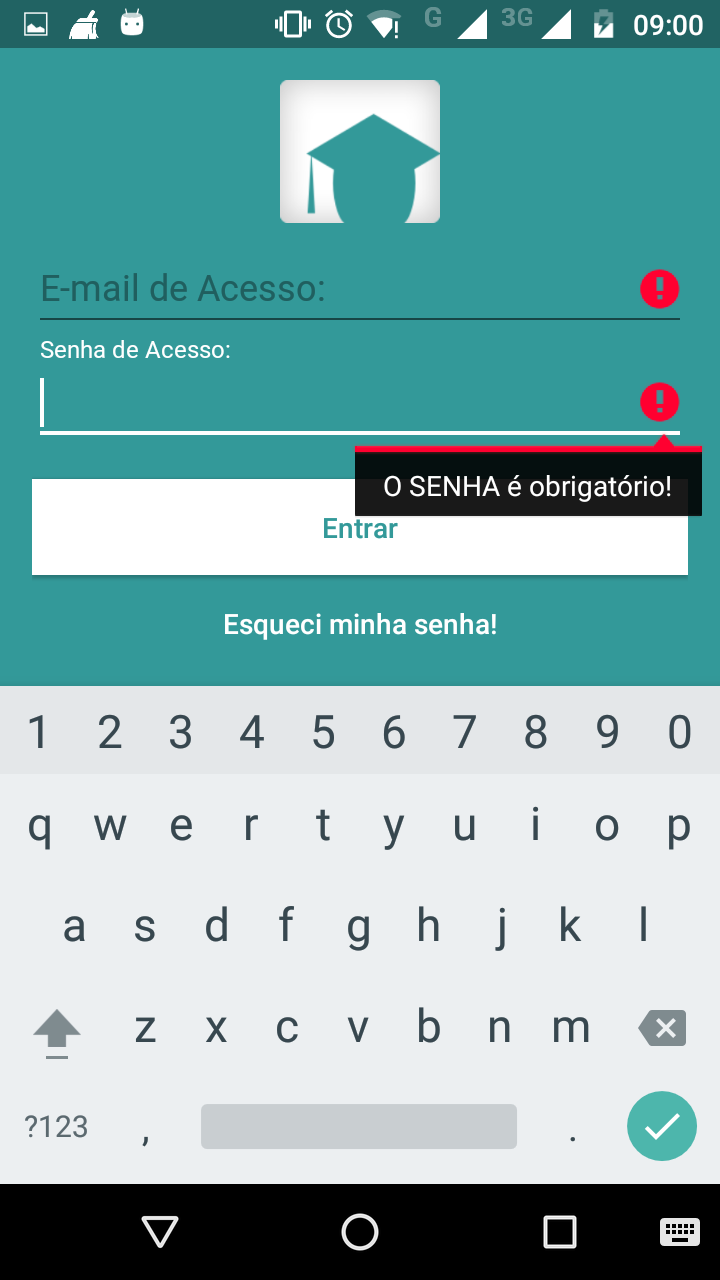 G 3G 09:00
E-mail de Acesso:
Senha de Acesso:
O SENHA é obrigatório!
Entrar
Esqueci minha senha!
1 2 3 4 5 6 7 8 9 0
q w e r t y u i o p
a s d f g h j k l
z x c v b n m
?123 , .